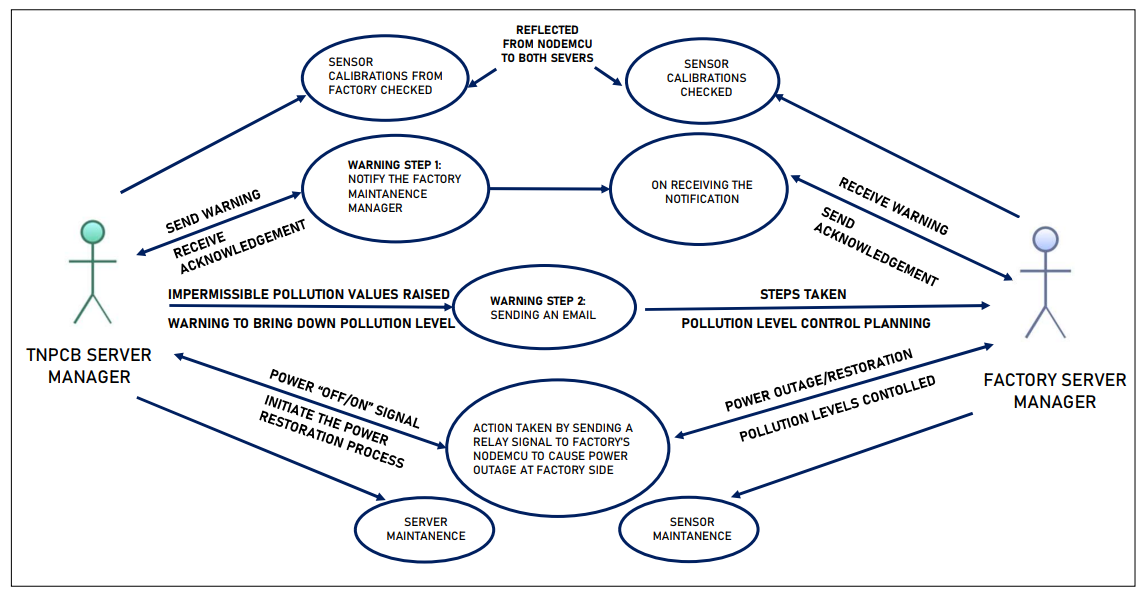 REFLECTED
FROM NODEMCU
TO BOTH SEVERS
SENSOR
CALIBRATIONS FROM
FACTORY CHECKED
SENSOR
CALIBRATIONS
CHECKED
WARNING STEP 1:
NOTIFY THE FACTORY
MAINTANENCE
MANAGER
ON RECEIVING THE
NOTIFICATION
SEND WARNING
RECEIVE
ACKNOWLEDGEMENT
RECEIVE WARNING
SEND
ACKNOWLEDGEMENT
IMPERMISSIBLE POLLUTION VALUES RAISED
WARNING TO BRING DOWN POLLUTION LEVEL
WARNING STEP 2:
SENDING AN EMAIL
STEPS TAKEN
POLLUTION LEVEL CONTROL PLANNING
TNPCB SERVER
MANAGER
FACTORY SERVER
MANAGER
POWER “OFF/ON” SIGNAL
INITIATE THE POWER
RESTORATION PROCESS
ACTION TAKEN BY SENDING A
RELAY SIGNAL TO FACTORY'S
NODEMCU TO CAUSE POWER
OUTAGE AT FACTORY SIDE
POWER OUTAGE/RESTORATION
POLLUTION LEVELS CONTOLLED
SERVER
MAINTANENCE
SENSOR
MAINTANENCE